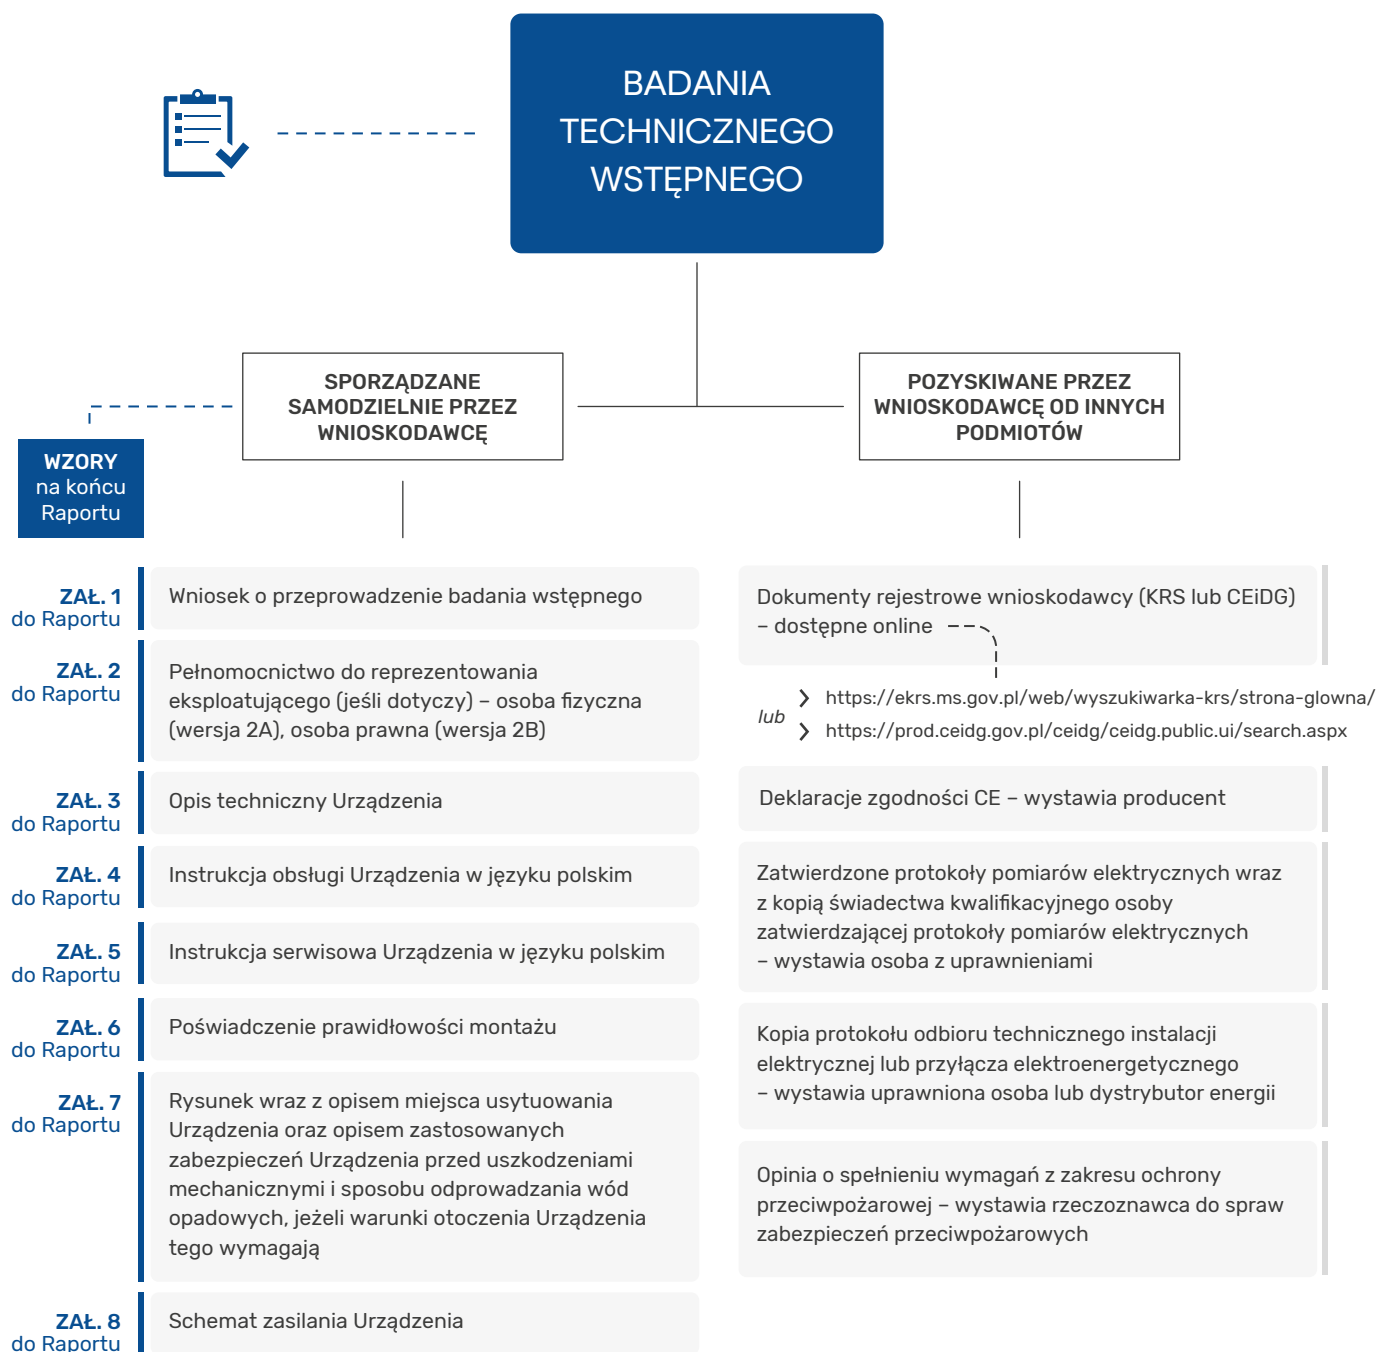 BADANIA
TECHNICZNEGO
WSTĘPNEGO
SPORZĄDZANE
SAMODZIELNIE PRZEZ
WNIOSKODAWCĘ
POZYSKIWANE PRZEZ
WNIOSKODAWCĘ OD INNYCH
PODMIOTÓW
WZORY
na końcu
Raportu
ZAŁ. 1
do Raportu
Wniosek o przeprowadzenie badania wstępnego
ZAŁ. 2
do Raportu
Pełnomocnictwo do reprezentowania
eksploatującego (jeśli dotyczy) – osoba fizyczna
(wersja 2A), osoba prawna (wersja 2B)
ZAŁ. 3
do Raportu
Opis techniczny Urządzenia
ZAŁ. 4
do Raportu
Instrukcja obsługi Urządzenia w języku polskim
ZAŁ. 5
do Raportu
Instrukcja serwisowa Urządzenia w języku polskim
ZAŁ. 6
do Raportu
Poświadczenie prawidłowości montażu
ZAŁ. 7
do Raportu
Rysunek wraz z opisem miejsca usytuowania
Urządzenia oraz opisem zastosowanych
zabezpieczeń Urządzenia przed uszkodzeniami
mechanicznymi i sposobu odprowadzania wód
opadowych, jeżeli warunki otoczenia Urządzenia
tego wymagają
ZAŁ. 8
do Raportu
Schemat zasilania Urządzenia
Dokumenty rejestrowe wnioskodawcy (KRS lub CEiDG)
– dostępne online
https://ekrs.ms.gov.pl/web/wyszukiwarka-krs/strona-glowna/
lub
https://prod.ceidg.gov.pl/ceidg/ceidg.public.ui/search.aspx
Deklaracje zgodności CE – wystawia producent
Zatwierdzone protokoły pomiarów elektrycznych wraz
z kopią świadectwa kwalifikacyjnego osoby
zatwierdzającej protokoły pomiarów elektrycznych
– wystawia osoba z uprawnieniami
Kopia protokołu odbioru technicznego instalacji
elektrycznej lub przyłącza elektroenergetycznego
– wystawia uprawniona osoba lub dystrybutor energii
Opinia o spełnieniu wymagań z zakresu ochrony
przeciwpożarowej – wystawia rzeczoznawca do spraw
zabezpieczeń przeciwpożarowych